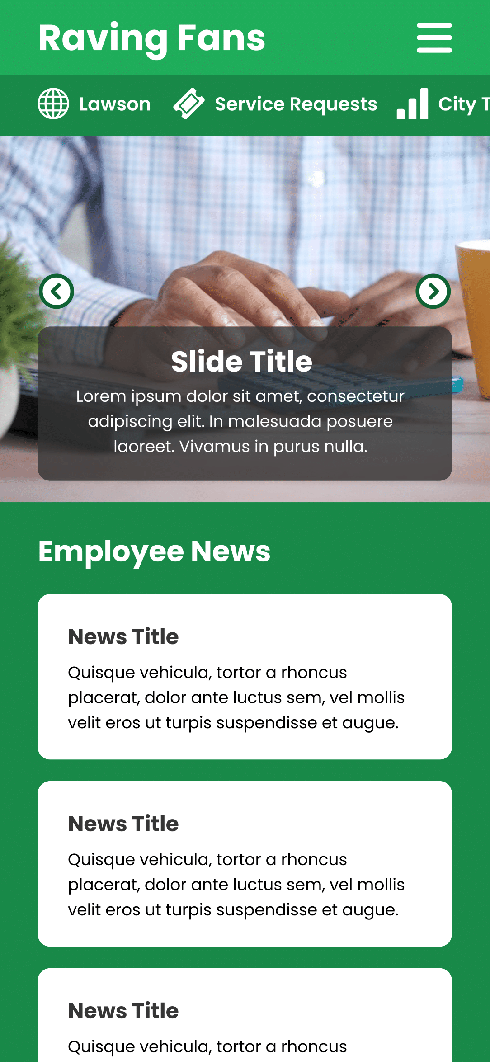 Raving Fans
Lawson Service Requests City T
Slide Title
Lorem ipsum dolor sit amet, consectetur
adipiscing elit. In malesuada posuere
laoreet. Vivamus in purus nulla.
Employee News
News Title
Quisque vehicula, tortor a rhoncus
placerat, dolor ante luctus sem, vel mollis
velit eros ut turpis suspendisse et augue.
News Title
Quisque vehicula, tortor a rhoncus
placerat, dolor ante luctus sem, vel mollis
velit eros ut turpis suspendisse et augue.
News Title
Quisque vehicula, tortor a rhoncus